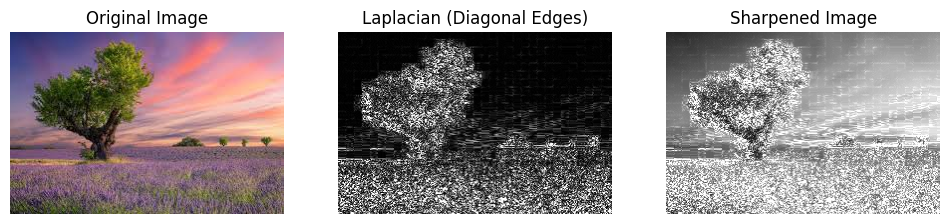 Original Image
Laplacian (Diagonal Edges)
Sharpened Image